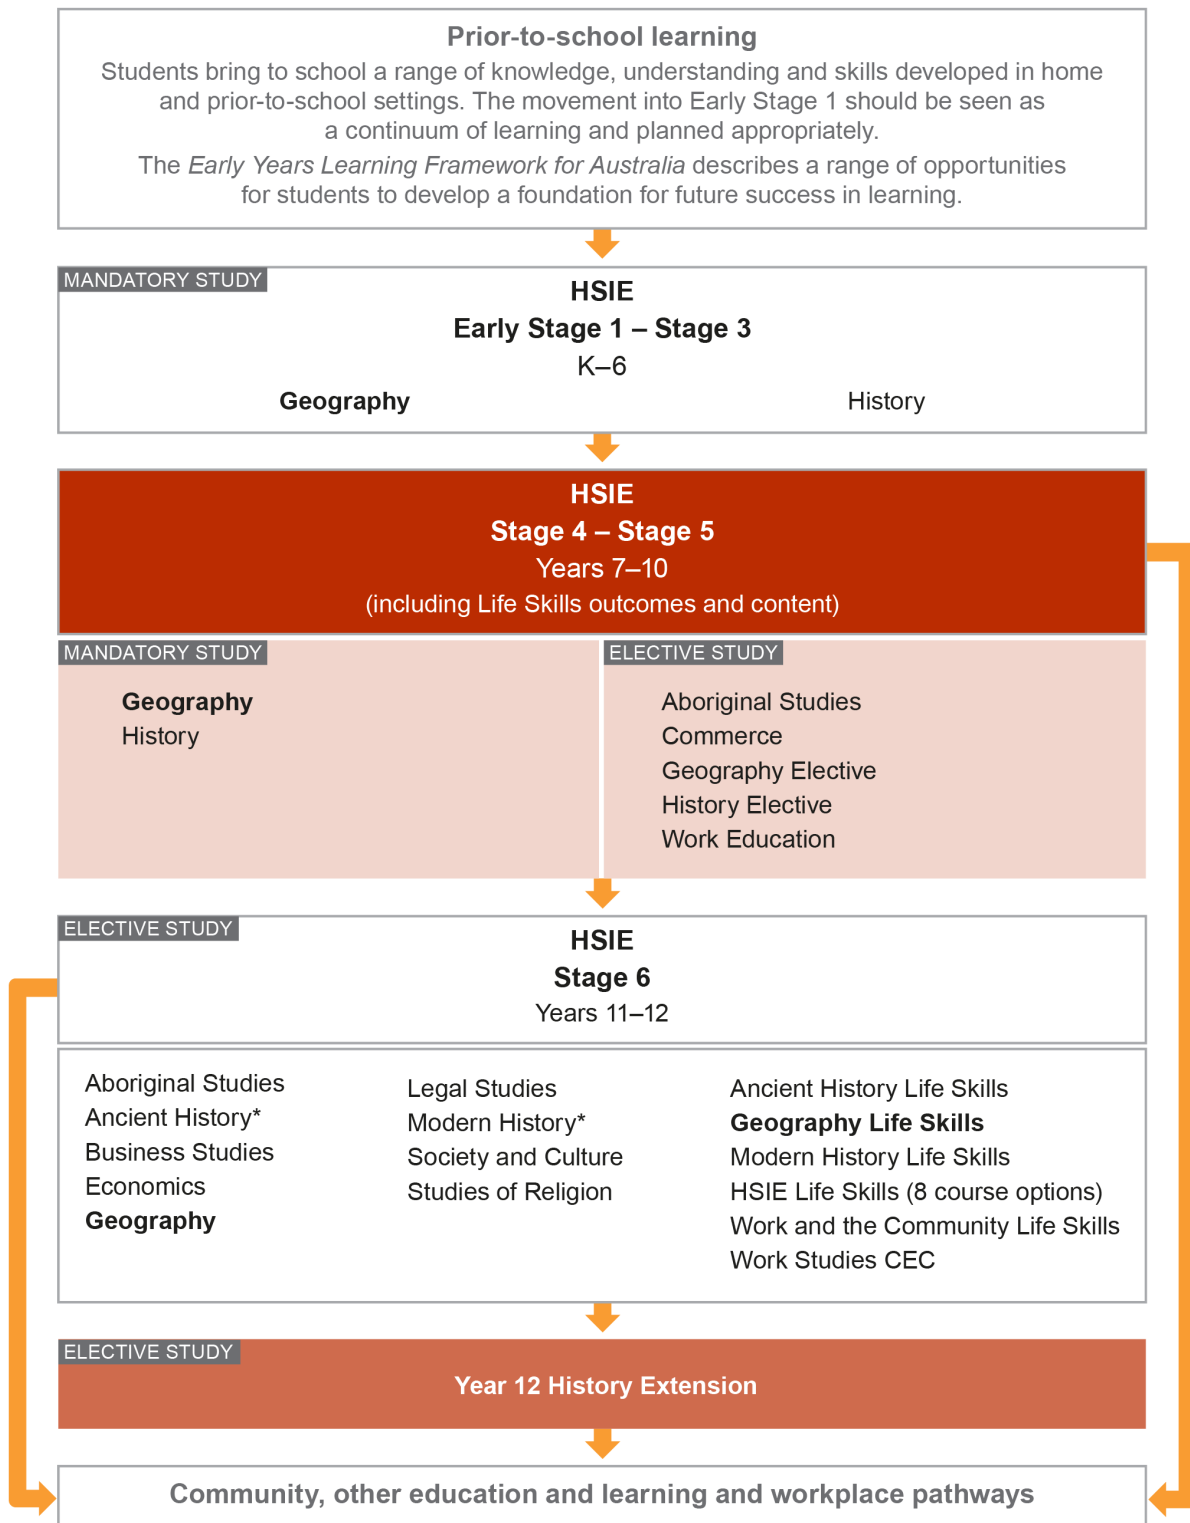 Prior-to-school learning
Students bring to school a range of knowledge, understanding and skills developed in home
and prior-to-school settings. The movement into Early Stage 1 should be seen as
a continuum of learning and planned appropriately.
The Early Years Learning Framework for Australia describes a range of opportunities
for students to develop a foundation for future success in learning.
MANDATORY STUDY
HSIE
Early Stage 1 – Stage 3
K–6
Geography
History
HSIE
Stage 4 – Stage 5
Years 7–10
(including Life Skills outcomes and content)
MANDATORY STUDY
Geography
History
ELECTIVE STUDY
Aboriginal Studies
Commerce
Geography Elective
History Elective
Work Education
ELECTIVE STUDY
HSIE
Stage 6
Years 11–12
Aboriginal Studies
Ancient History*
Business Studies
Economics
Geography
Legal Studies
Modern History*
Society and Culture
Studies of Religion
Ancient History Life Skills
Geography Life Skills
Modern History Life Skills
HSIE Life Skills (8 course options)
Work and the Community Life Skills
Work Studies CEC
ELECTIVE STUDY
Year 12 History Extension
Community, other education and learning and workplace pathways